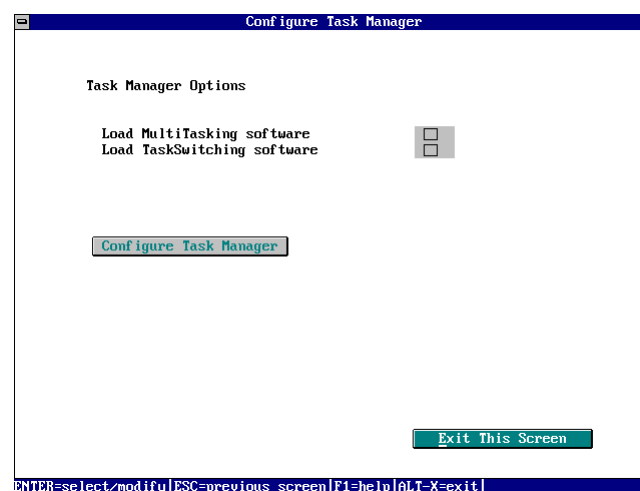 Configure Task Manager
Task Manager Options
Load MultiTasking software
Load TaskSwitching software
Configure Task Manager
Exit This Screen
ENTER=select/modify|ESC=previous screen|F1=help|ALT-X=exit|